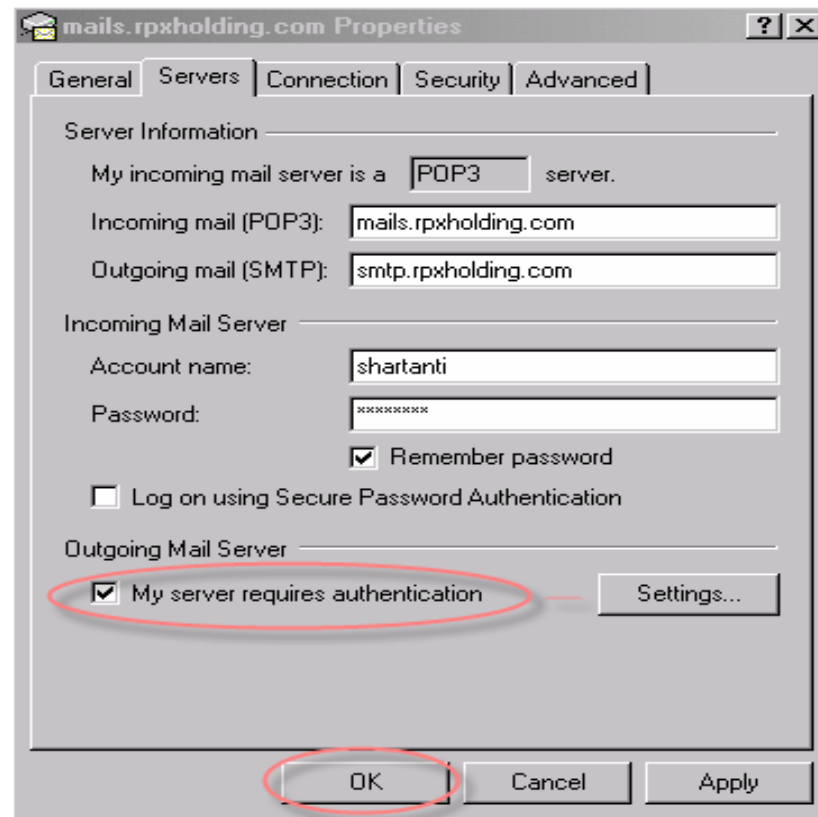 mails.rpxholding.com Properties
General Servers Connection Security Advanced
Server Information
My incoming mail server is a POP3 server.
Incoming mail (POP3): mails.rpxholding.com
Outgoing mail (SMTP): smtp.rpxholding.com
Incoming Mail Server
Account name: shartanti
Password: ********
Remember password
Log on using Secure Password Authentication
Outgoing Mail Server
My server requires authentication Settings...
OK Cancel Apply